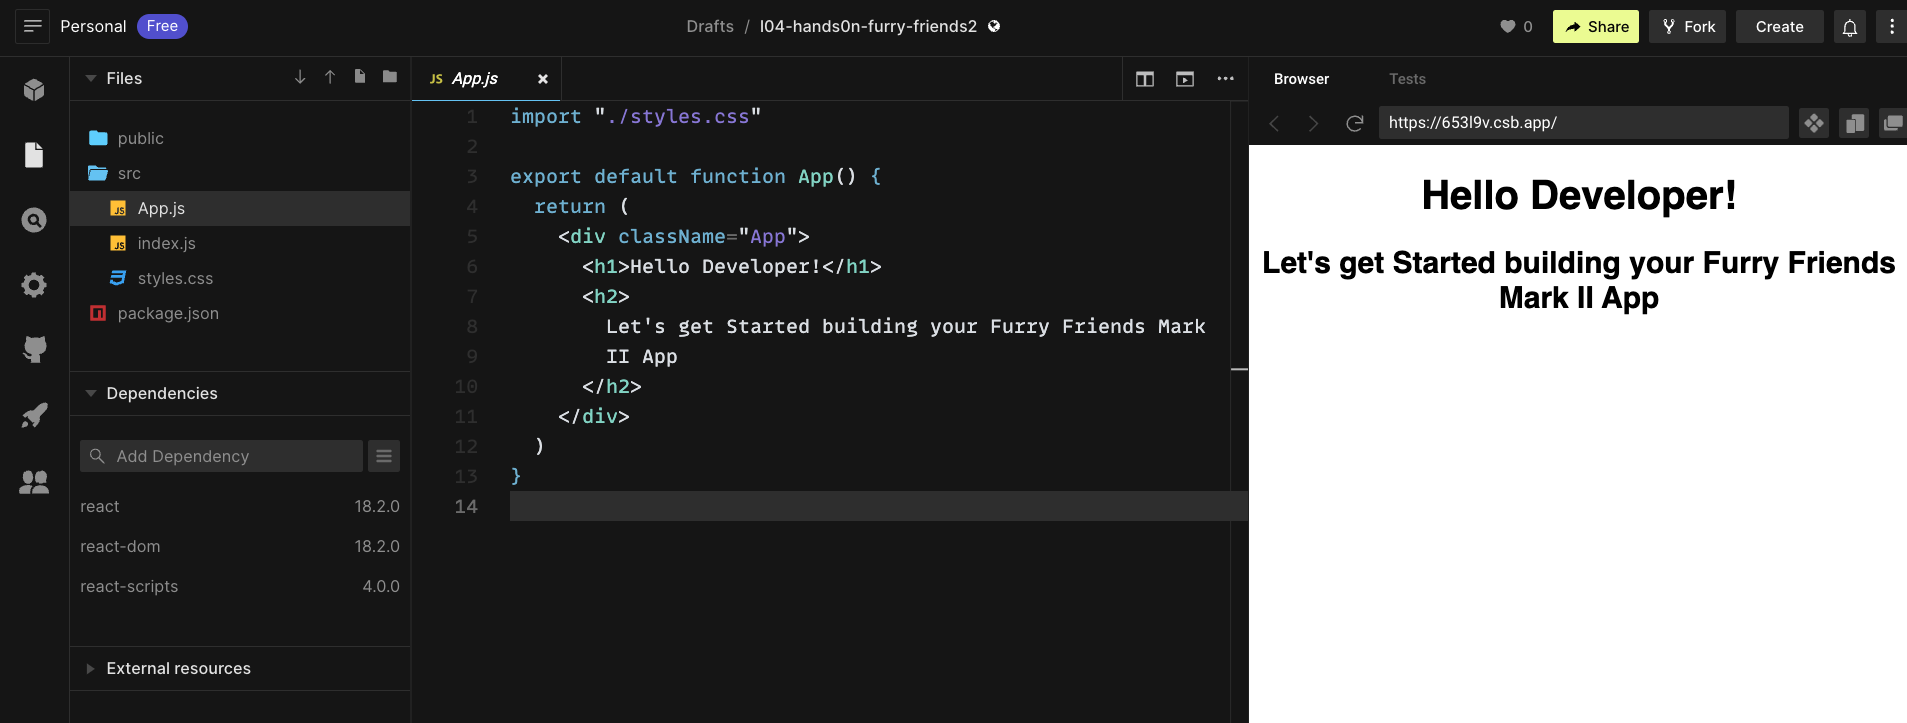 Personal Free Drafts / l04-hands0n-furry-friends2 0 Share Fork Create
Files
JS App.js
Browser Tests
https://653l9v.csb.app/
public
src
JS App.js
JS index.js
styles.css
package.json
Dependencies
Add Dependency
react 18.2.0
react-dom 18.2.0
react-scripts 4.0.0
External resources
1 import "./styles.css"
2
3 export default function App() {
4 return (
5 <div className="App">
6 <h1>Hello Developer!</h1>
7 <h2>
8 Let's get Started building your Furry Friends Mark
9 II App
10 </h2>
11 </div>
12 )
13 }
14
Hello Developer!
Let's get Started building your Furry Friends
Mark II App